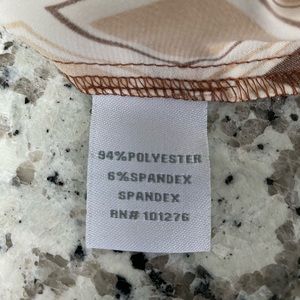 94%POLYESTER
6%SPANDEX
SPANDEX
RN# 101276